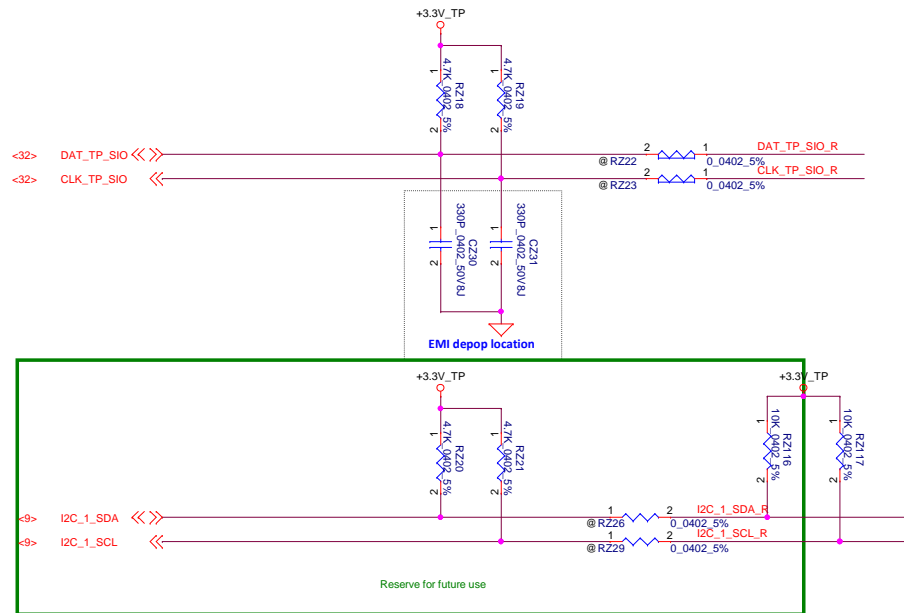 +3.3V_TP
1
4.7K_0402_5%
RZ18
2
1
4.7K_0402_5%
RZ19
2
<32> DAT_TP_SIO
@ RZ22
2
1
0_0402_5%
DAT_TP_SIO_R
<32> CLK_TP_SIO
@ RZ23
2
1
0_0402_5%
CLK_TP_SIO_R
1
330P_0402_50V8J
CZ30
2
1
330P_0402_50V8J
CZ31
2
EMI depop location
+3.3V_TP
+3.3V_TP
1
4.7K_0402_5%
RZ20
2
1
4.7K_0402_5%
RZ21
2
1
10K_0402_5%
RZ116
2
1
10K_0402_5%
RZ117
2
<9> I2C_1_SDA
@ RZ26
1
2
0_0402_5%
I2C_1_SDA_R
<9> I2C_1_SCL
@ RZ29
1
2
0_0402_5%
I2C_1_SCL_R
Reserve for future use